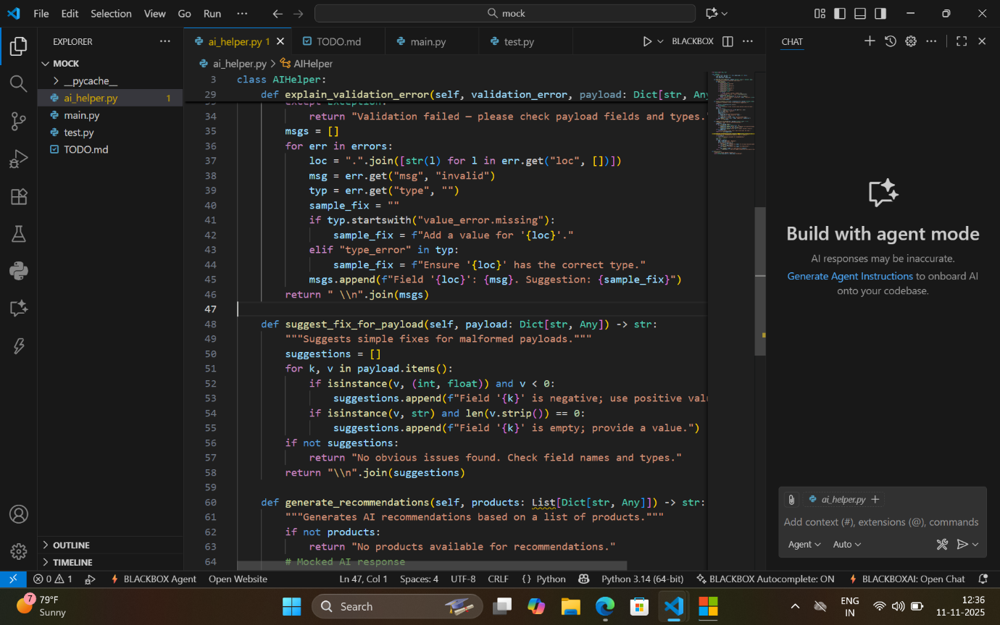 File Edit Selection View Go Run ··· mock
EXPLORER ···
MOCK
__pycache__
ai_helper.py 1
main.py
test.py
TODO.md
OUTLINE
TIMELINE
ai_helper.py 1 TODO.md main.py test.py BLACKBOX ···
ai_helper.py > AIHelper
3 class AIHelper:
29 def explain_validation_error(self, validation_error, payload: Dict[str, Any
except Exception:
34 return "Validation failed — please check payload fields and types."
35 msgs = []
36 for err in errors:
37 loc = ".".join([str(l) for l in err.get("loc", [])])
38 msg = err.get("msg", "invalid")
39 typ = err.get("type", "")
40 sample_fix = ""
41 if typ.startswith("value_error.missing"):
42 sample_fix = f"Add a value for '{loc}'."
43 elif "type_error" in typ:
44 sample_fix = f"Ensure '{loc}' has the correct type."
45 msgs.append(f"Field '{loc}': {msg}. Suggestion: {sample_fix}")
46 return " \\n".join(msgs)
47
48 def suggest_fix_for_payload(self, payload: Dict[str, Any]) -> str:
49 """Suggests simple fixes for malformed payloads."""
50 suggestions = []
51 for k, v in payload.items():
52 if isinstance(v, (int, float)) and v < 0:
53 suggestions.append(f"Field '{k}' is negative; use positive valu
54 if isinstance(v, str) and len(v.strip()) == 0:
55 suggestions.append(f"Field '{k}' is empty; provide a value.")
56 if not suggestions:
57 return "No obvious issues found. Check field names and types."
58 return "\\n".join(suggestions)
59
60 def generate_recommendations(self, products: List[Dict[str, Any]]) -> str:
61 """Generates AI recommendations based on a list of products."""
62 if not products:
63 return "No products available for recommendations."
64 # Mocked AI response
CHAT ···
Build with agent mode
AI responses may be inaccurate.
Generate Agent Instructions to onboard AI
onto your codebase.
ai_helper.py
Add context (#), extensions (@), commands
Agent Auto
0 1 BLACKBOX Agent Open Website Ln 47, Col 1 Spaces: 4 UTF-8 CRLF {} Python Python 3.14 (64-bit) BLACKBOX Autocomplete: ON BLACKBOXAI: Open Chat
7 79°F
Sunny
Search
ENG
IN
12:36
11-11-2025